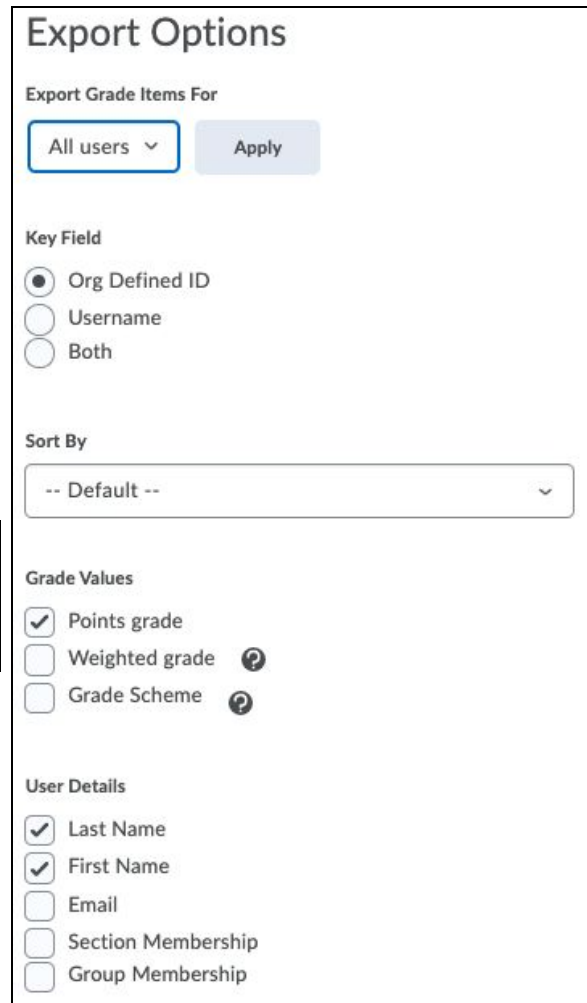 Export Options
Export Grade Items For
All users
Apply
Key Field
Org Defined ID
Username
Both
Sort By
-- Default --
Grade Values
Points grade
Weighted grade ?
Grade Scheme ?
User Details
Last Name
First Name
Email
Section Membership
Group Membership